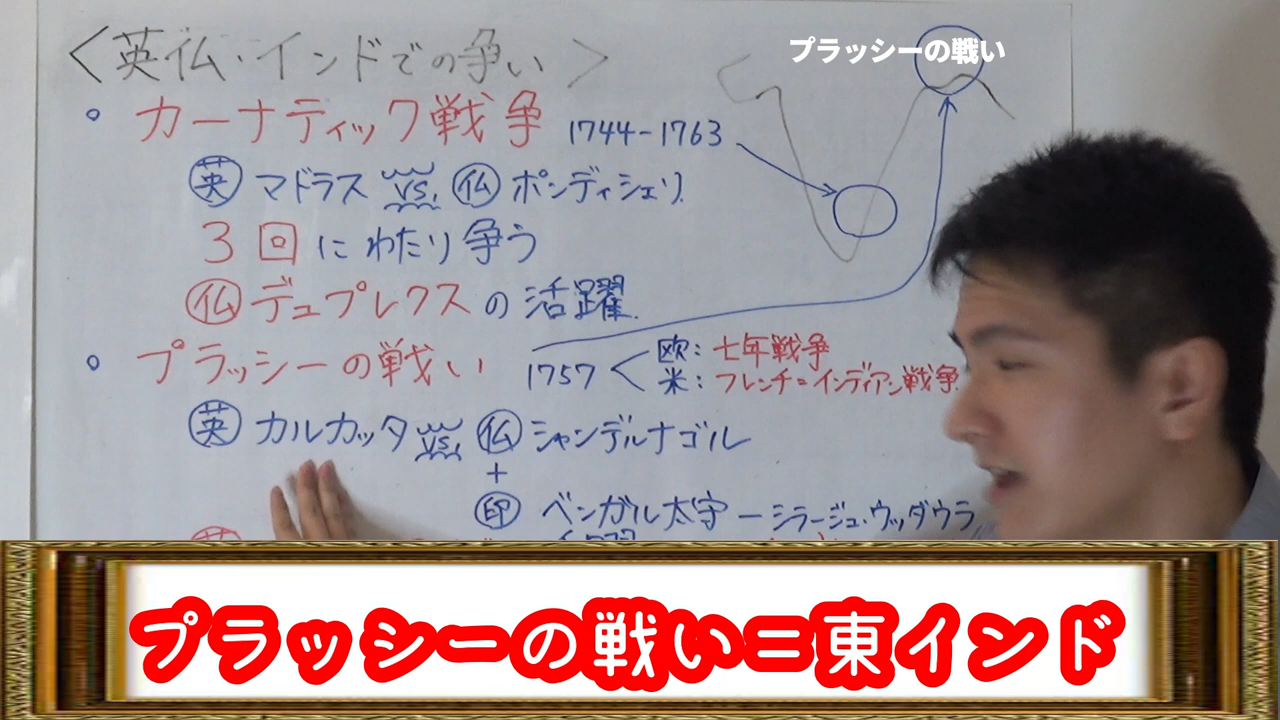 <英仏・インドでの争い>
プラッシーの戦い
・カーナティック戦争 1744-1763
英 マドラス VS. 仏 ポンディシェリ
3回にわたり争う
仏 デュプレクスの活躍
・プラッシーの戦い 1757 < 欧:七年戦争
米:フレンチ=インディアン戦争
英 カルカッタ VS. 仏 シャンデルナゴル
+
印 ベンガル太守ーシラージュ・ウッダウラ
英
プラッシーの戦い=東インド